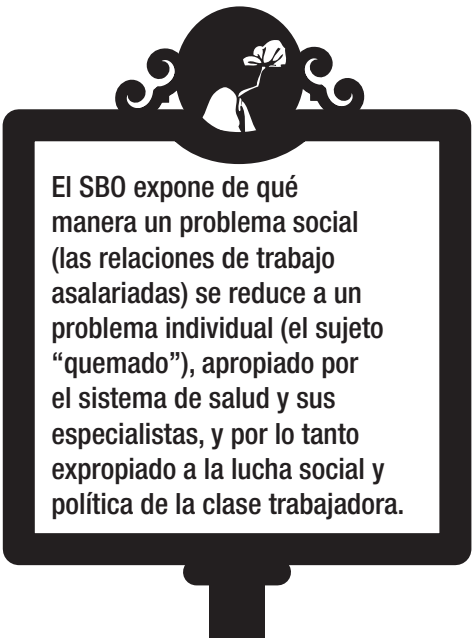 El SBO expone de qué
manera un problema social
(las relaciones de trabajo
asalariadas) se reduce a un
problema individual (el sujeto
“quemado”), apropiado por
el sistema de salud y sus
especialistas, y por lo tanto
expropiado a la lucha social y
política de la clase trabajadora.